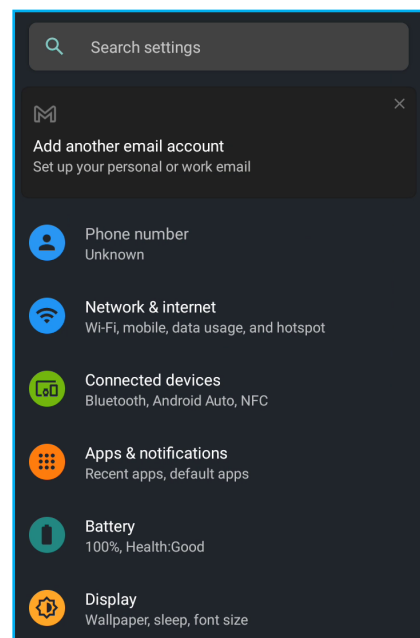 Search settings
Add another email account
Set up your personal or work email
Phone number
Unknown
Network & internet
Wi-Fi, mobile, data usage, and hotspot
Connected devices
Bluetooth, Android Auto, NFC
Apps & notifications
Recent apps, default apps
Battery
100%, Health:Good
Display
Wallpaper, sleep, font size